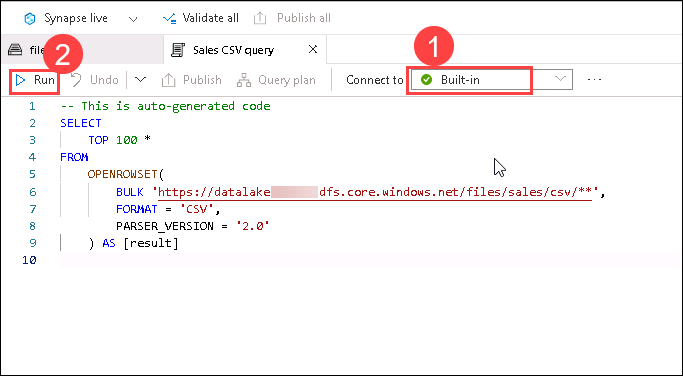 Synapse live Validate all Publish all
file Sales CSV query
2 1
Run Undo Publish Query plan Connect to Built-in ...
1 -- This is auto-generated code
2 SELECT
3 TOP 100 *
4 FROM
5 OPENROWSET(
6 BULK 'https://datalake dfs.core.windows.net/files/sales/csv/**',
7 FORMAT = 'CSV',
8 PARSER_VERSION = '2.0'
9 ) AS [result]
10